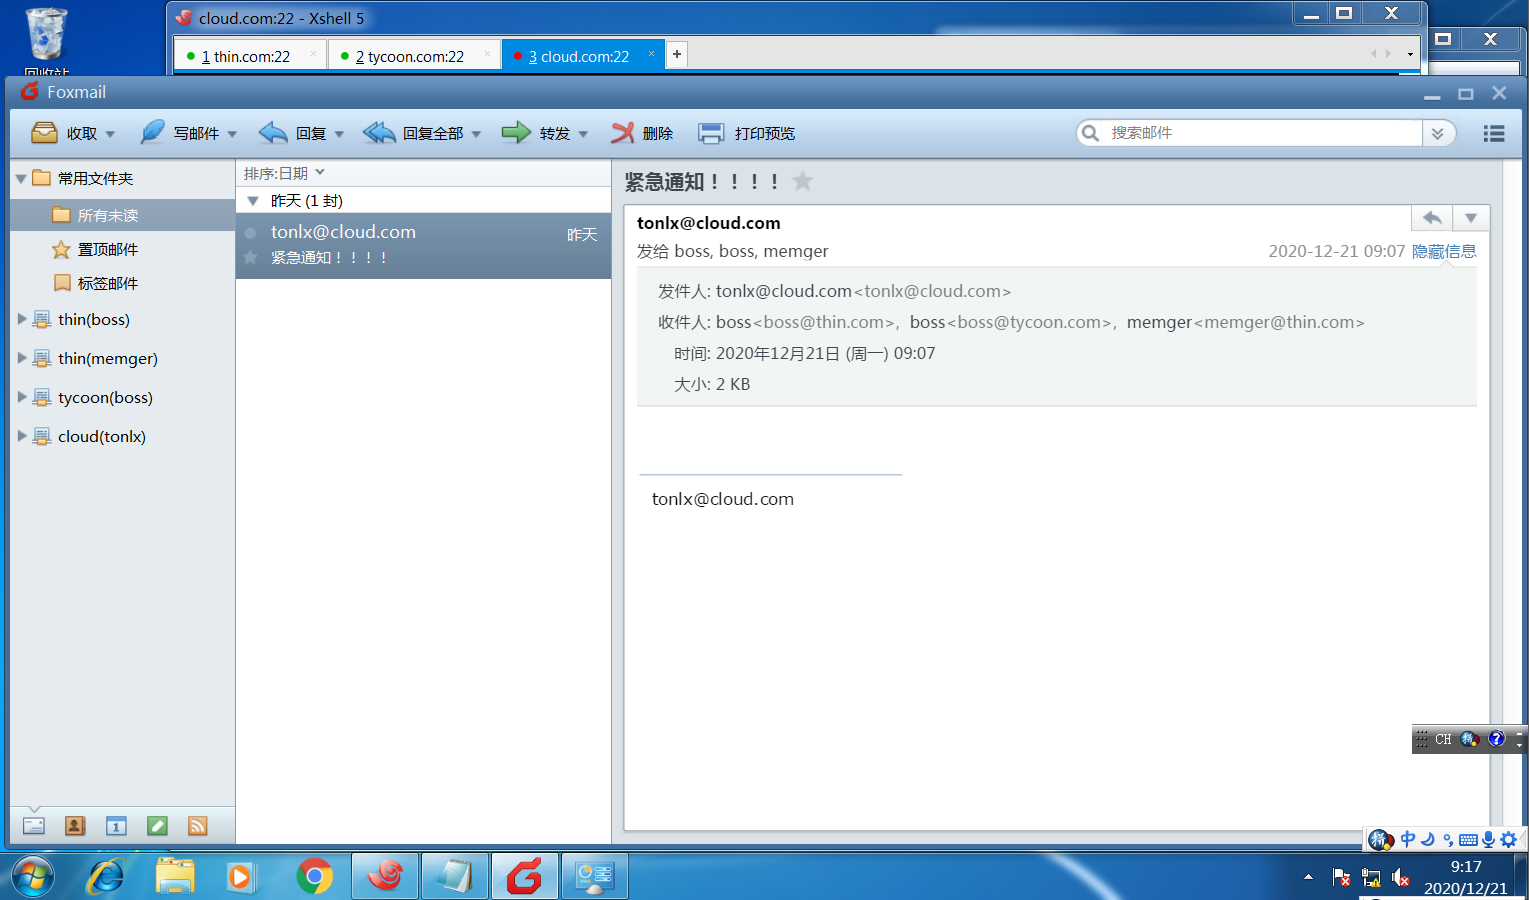 回收站
cloud.com:22 - Xshell 5
1 thin.com:22
2 tycoon.com:22
3 cloud.com:22
+
Foxmail
收取 写邮件 回复 回复全部 转发 删除 打印预览
搜索邮件
常用文件夹
所有未读
置顶邮件
标签邮件
thin(boss)
thin(memger)
tycoon(boss)
cloud(tonlx)
排序:日期
昨天 (1 封)
tonlx@cloud.com 昨天
紧急通知！！！！
紧急通知！！！！
tonlx@cloud.com
发给 boss, boss, memger 2020-12-21 09:07 隐藏信息
发件人: tonlx@cloud.com<tonlx@cloud.com>
收件人: boss<boss@thin.com>, boss<boss@tycoon.com>, memger<memger@thin.com>
时间: 2020年12月21日 (周一) 09:07
大小: 2 KB
tonlx@cloud.com
CH
中
9:17
2020/12/21